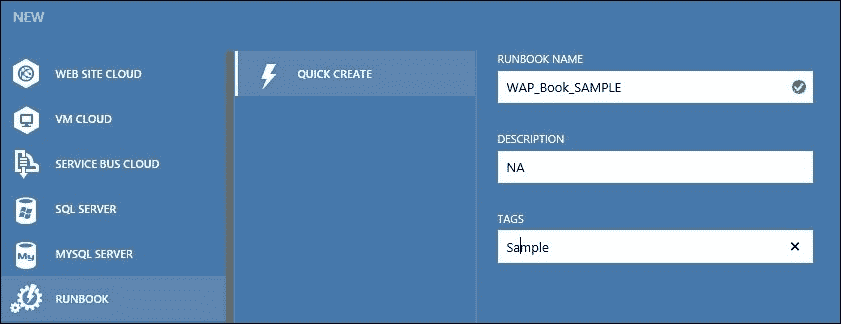 NEW
WEB SITE CLOUD
VM CLOUD
SERVICE BUS CLOUD
SQL SERVER
My
MYSQL SERVER
RUNBOOK
QUICK CREATE
RUNBOOK NAME
WAP_Book_SAMPLE
DESCRIPTION
NA
TAGS
Sample